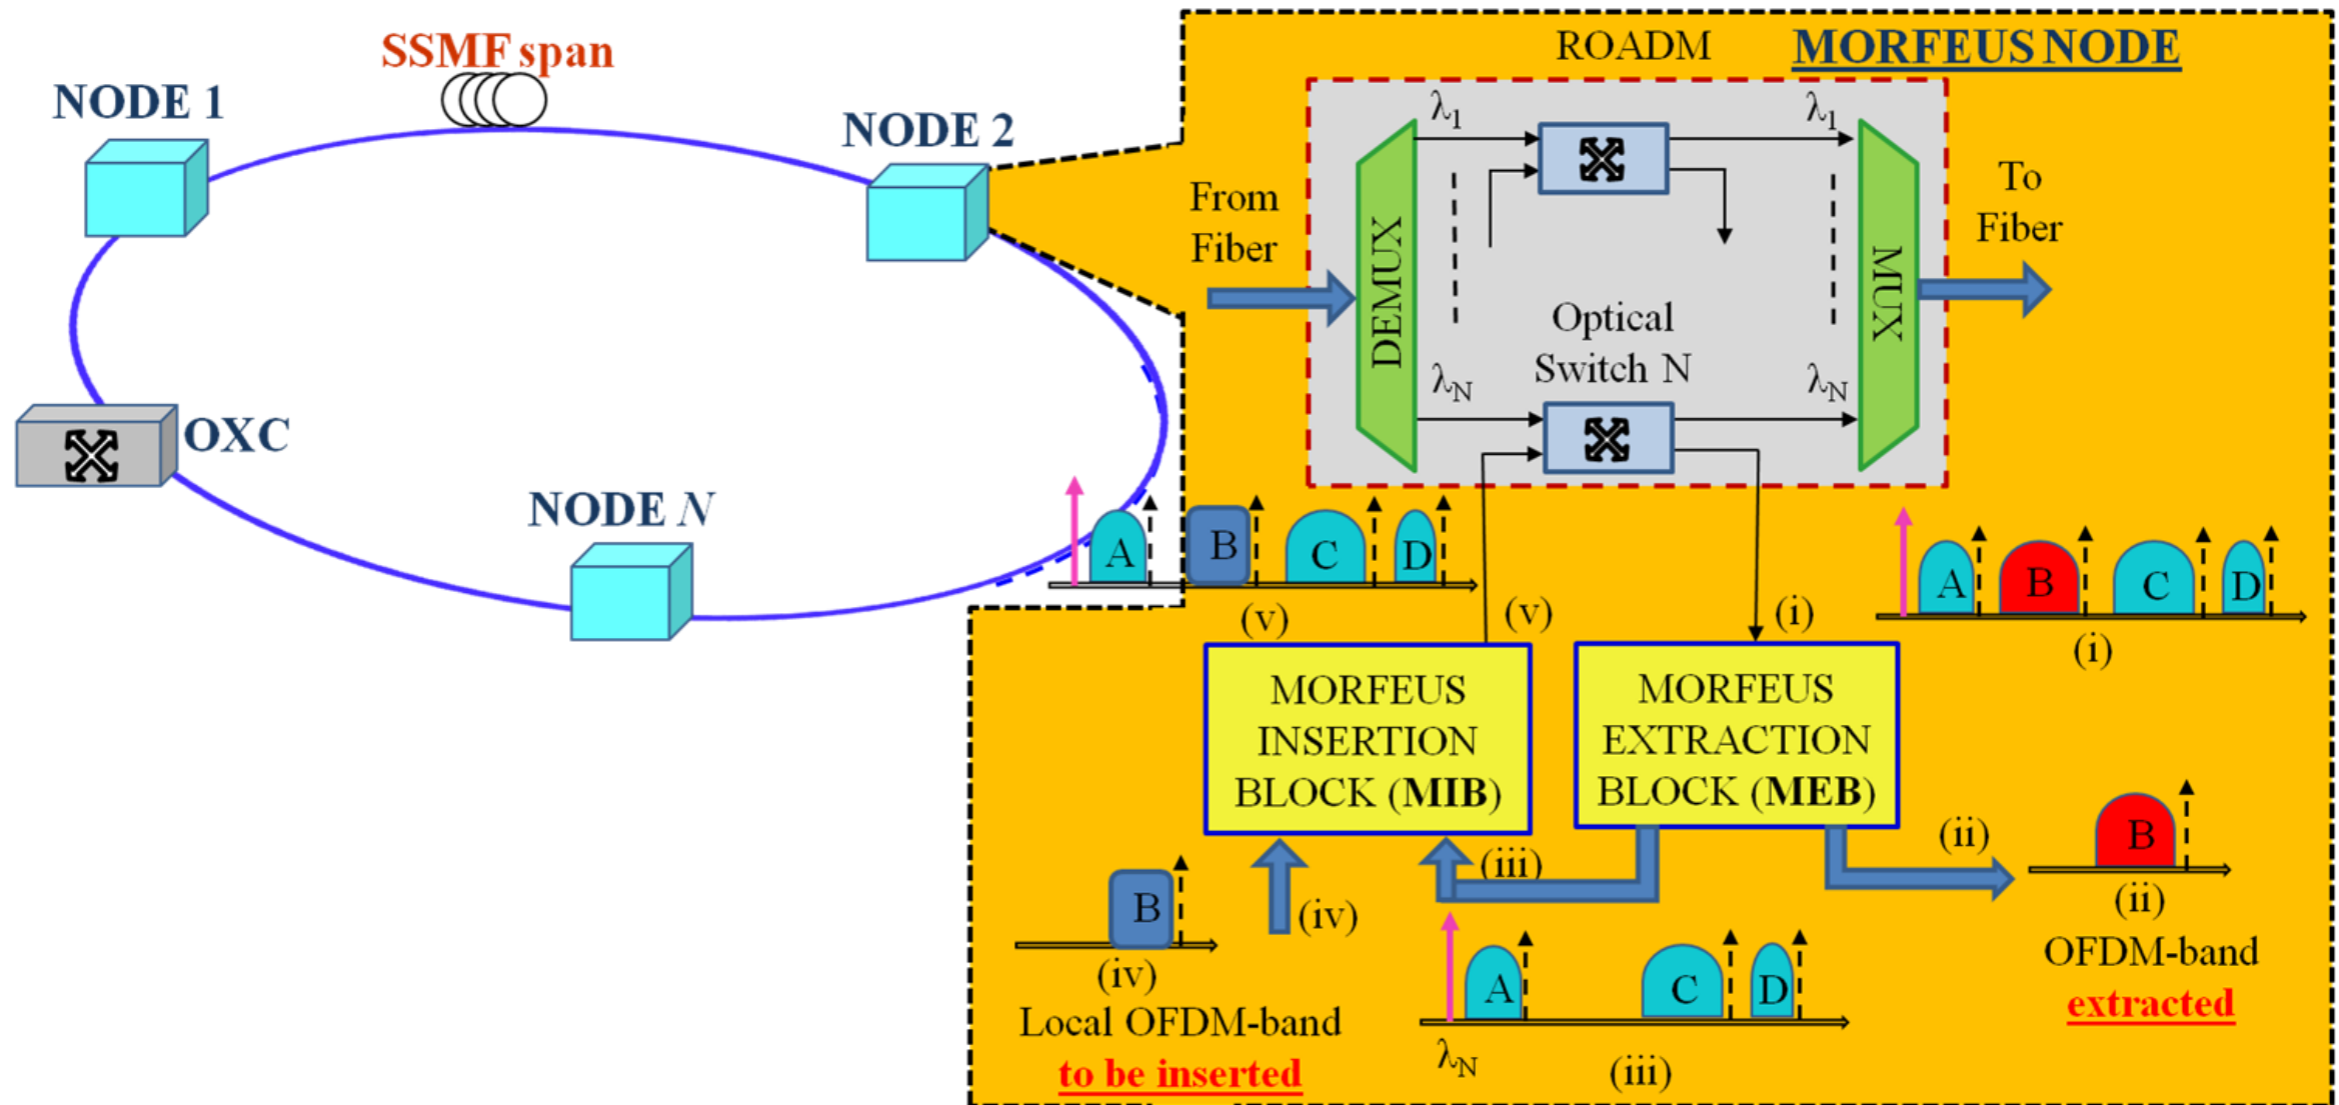 SSMF span
NODE 1
NODE 2
OXC
NODE N
ROADM
MORFEUS NODE
From
Fiber
To
Fiber
λ1
λ1
DEMUX
MUX
Optical
Switch N
λN
λN
A
B
C
D
(v)
(v)
(i)
A
B
C
D
(i)
MORFEUS
INSERTION
BLOCK (MIB)
MORFEUS
EXTRACTION
BLOCK (MEB)
(iii)
(ii)
B
(ii)
OFDM-band
extracted
B
(iv)
(iv)
Local OFDM-band
to be inserted
A
C
D
λN
(iii)